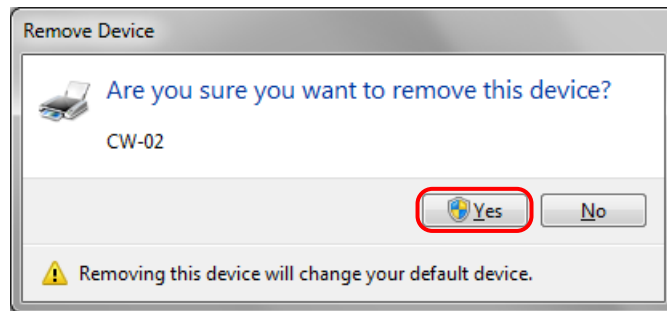 Remove Device
Are you sure you want to remove this device?
CW-02
Yes
No
Removing this device will change your default device.